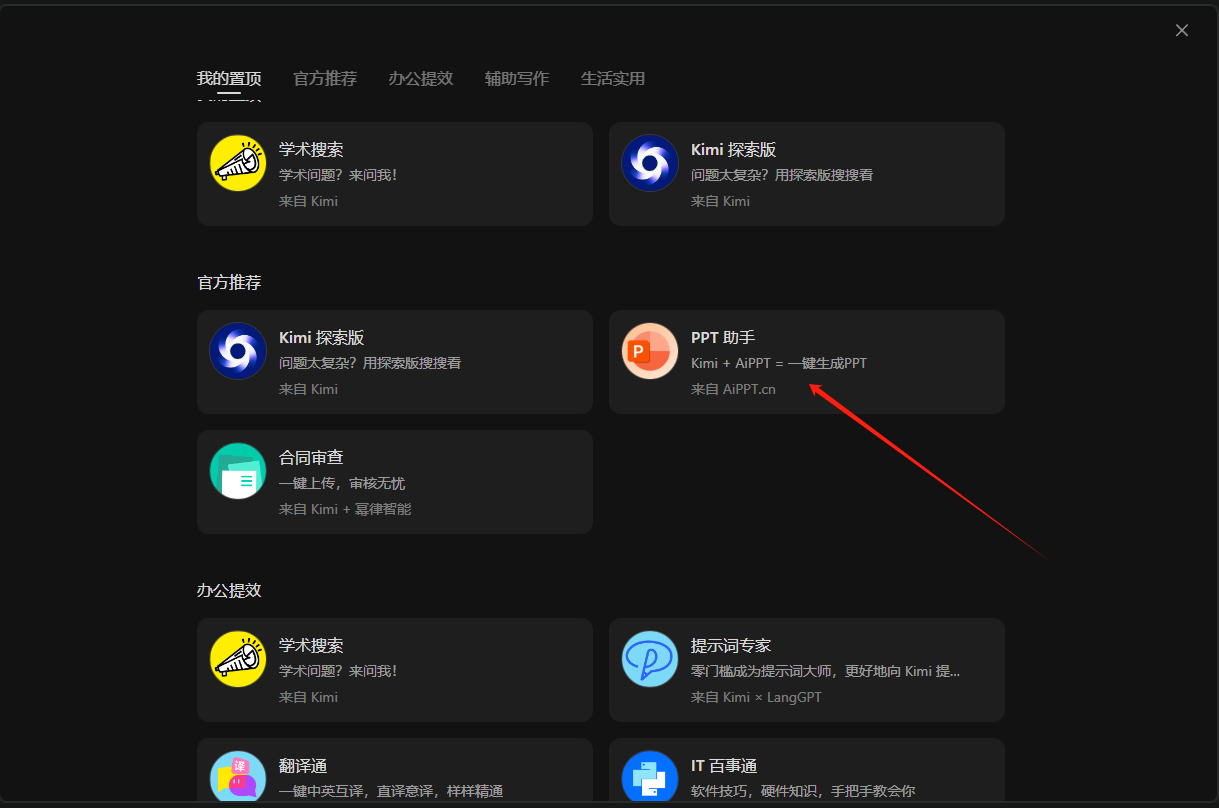 我的置顶 官方推荐 办公提效 辅助写作 生活实用
学术搜索
学术问题？来问我！
来自 Kimi
Kimi 探索版
问题太复杂？用探索版搜搜看
来自 Kimi
官方推荐
Kimi 探索版
问题太复杂？用探索版搜搜看
来自 Kimi
P
PPT 助手
Kimi + AiPPT = 一键生成PPT
来自 AiPPT.cn
合同审查
一键上传，审核无忧
来自 Kimi + 幂律智能
办公提效
学术搜索
学术问题？来问我！
来自 Kimi
提示词专家
零门槛成为提示词大师，更好地向 Kimi 提...
来自 Kimi × LangGPT
译
翻译通
一键中英互译，直译意译，样样精通
IT 百事通
软件技巧，硬件知识，手把手教会你